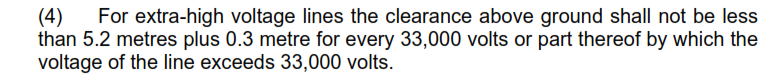 (4) For extra-high voltage lines the clearance above ground shall not be less
than 5.2 metres plus 0.3 metre for every 33,000 volts or part thereof by which the
voltage of the line exceeds 33,000 volts.